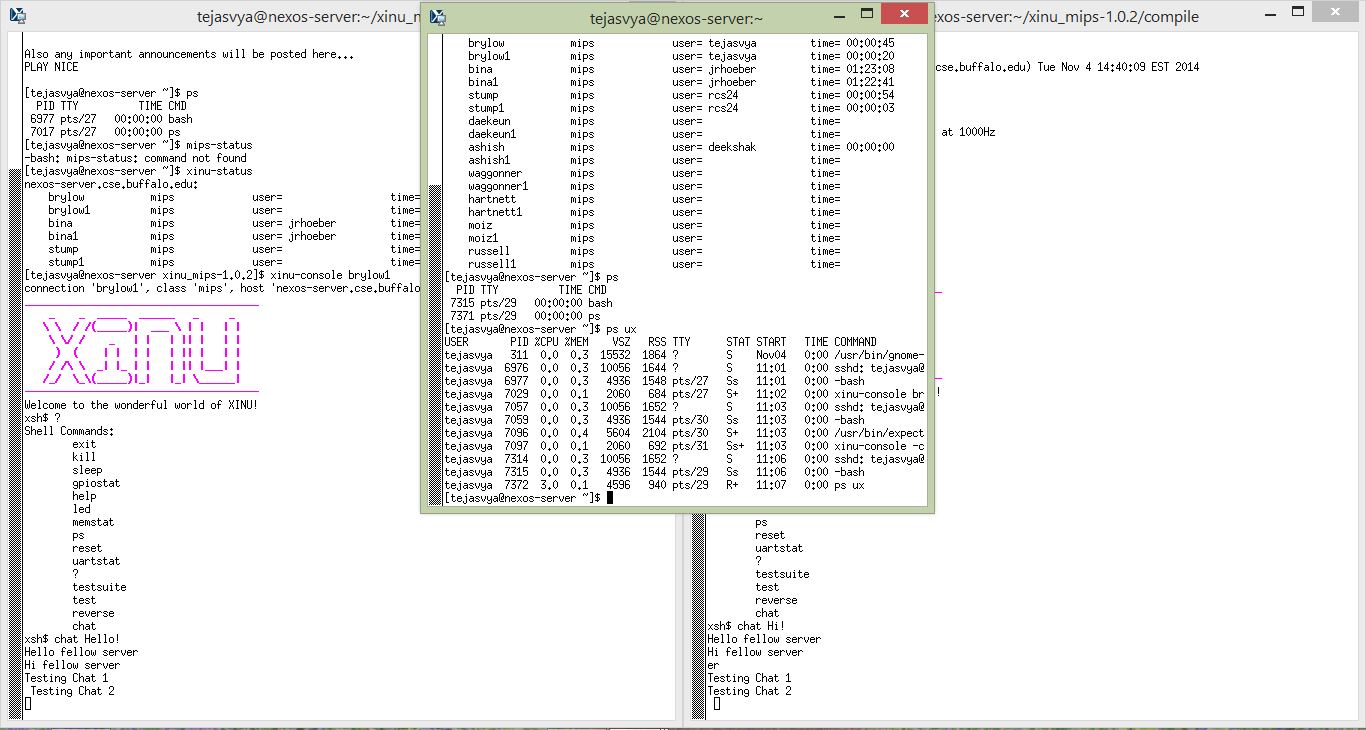 tejasvya@nexos-server:~/xinu_m
Also any important announcements will be posted here...
PLAY NICE
[tejasvya@nexos-server ~]$ ps
PID TTY TIME CMD
6977 pts/27 00:00:00 bash
7017 pts/27 00:00:00 ps
[tejasvya@nexos-server ~]$ mips-status
-bash: mips-status: command not found
[tejasvya@nexos-server ~]$ xinu-status
nexos-server.cse.buffalo.edu:
brylow mips user= time=
brylow1 mips user= time=
bina mips user= jrhoeber time=
bina1 mips user= jrhoeber time=
stump mips user= time=
stump1 mips user= time=
[tejasvya@nexos-server xinu_mips-1.0.2]$ xinu-console brylow1
connection 'brylow1', class 'mips', host 'nexos-server.cse.buffalo
XINU
Welcome to the wonderful world of XINU!
xsh$ ?
Shell Commands:
exit
kill
sleep
gpiostat
help
led
memstat
ps
reset
uartstat
?
testsuite
test
reverse
chat
xsh$ chat Hello!
Hello fellow server
Hi fellow server
Testing Chat 1
Testing Chat 2
tejasvya@nexos-server:~
brylow mips user= tejasvya time= 00:00:45
brylow1 mips user= tejasvya time= 00:00:20
bina mips user= jrhoeber time= 01:23:08
bina1 mips user= jrhoeber time= 01:22:41
stump mips user= rcs24 time= 00:00:54
stump1 mips user= rcs24 time= 00:00:03
daekeun mips user= time=
daekeun1 mips user= time=
ashish mips user= deekshak time= 00:00:00
ashish1 mips user= time=
waggonner mips user= time=
waggonner1 mips user= time=
hartnett mips user= time=
hartnett1 mips user= time=
moiz mips user= time=
moiz1 mips user= time=
russell mips user= time=
russell1 mips user= time=
[tejasvya@nexos-server ~]$ ps
PID TTY TIME CMD
7315 pts/29 00:00:00 bash
7371 pts/29 00:00:00 ps
[tejasvya@nexos-server ~]$ ps ux
USER PID %CPU %MEM VSZ RSS TTY STAT START TIME COMMAND
tejasvya 311 0.0 0.3 15532 1864 ? S Nov04 0:00 /usr/bin/gnome-
tejasvya 6976 0.0 0.3 10056 1644 ? S 11:01 0:00 sshd: tejasvya@
tejasvya 6977 0.0 0.3 4936 1548 pts/27 Ss 11:01 0:00 -bash
tejasvya 7029 0.0 0.1 2060 684 pts/27 S+ 11:02 0:00 xinu-console br
tejasvya 7057 0.0 0.3 10056 1652 ? S 11:03 0:00 sshd: tejasvya@
tejasvya 7059 0.0 0.3 4936 1544 pts/30 Ss 11:03 0:00 -bash
tejasvya 7096 0.0 0.4 5604 2104 pts/30 S+ 11:03 0:00 /usr/bin/expect
tejasvya 7097 0.0 0.1 2060 692 pts/31 Ss+ 11:03 0:00 xinu-console -c
tejasvya 7314 0.0 0.3 10056 1652 ? S 11:06 0:00 sshd: tejasvya@
tejasvya 7315 0.0 0.3 4936 1544 pts/29 Ss 11:06 0:00 -bash
tejasvya 7372 3.0 0.1 4596 940 pts/29 R+ 11:07 0:00 ps ux
[tejasvya@nexos-server ~]$
exos-server:~/xinu_mips-1.0.2/compile
cse.buffalo.edu) Tue Nov 4 14:40:09 EST 2014
at 1000Hz
!
ps
reset
uartstat
?
testsuite
test
reverse
chat
xsh$ chat Hi!
Hello fellow server
Hi fellow server
er
Testing Chat 1
Testing Chat 2